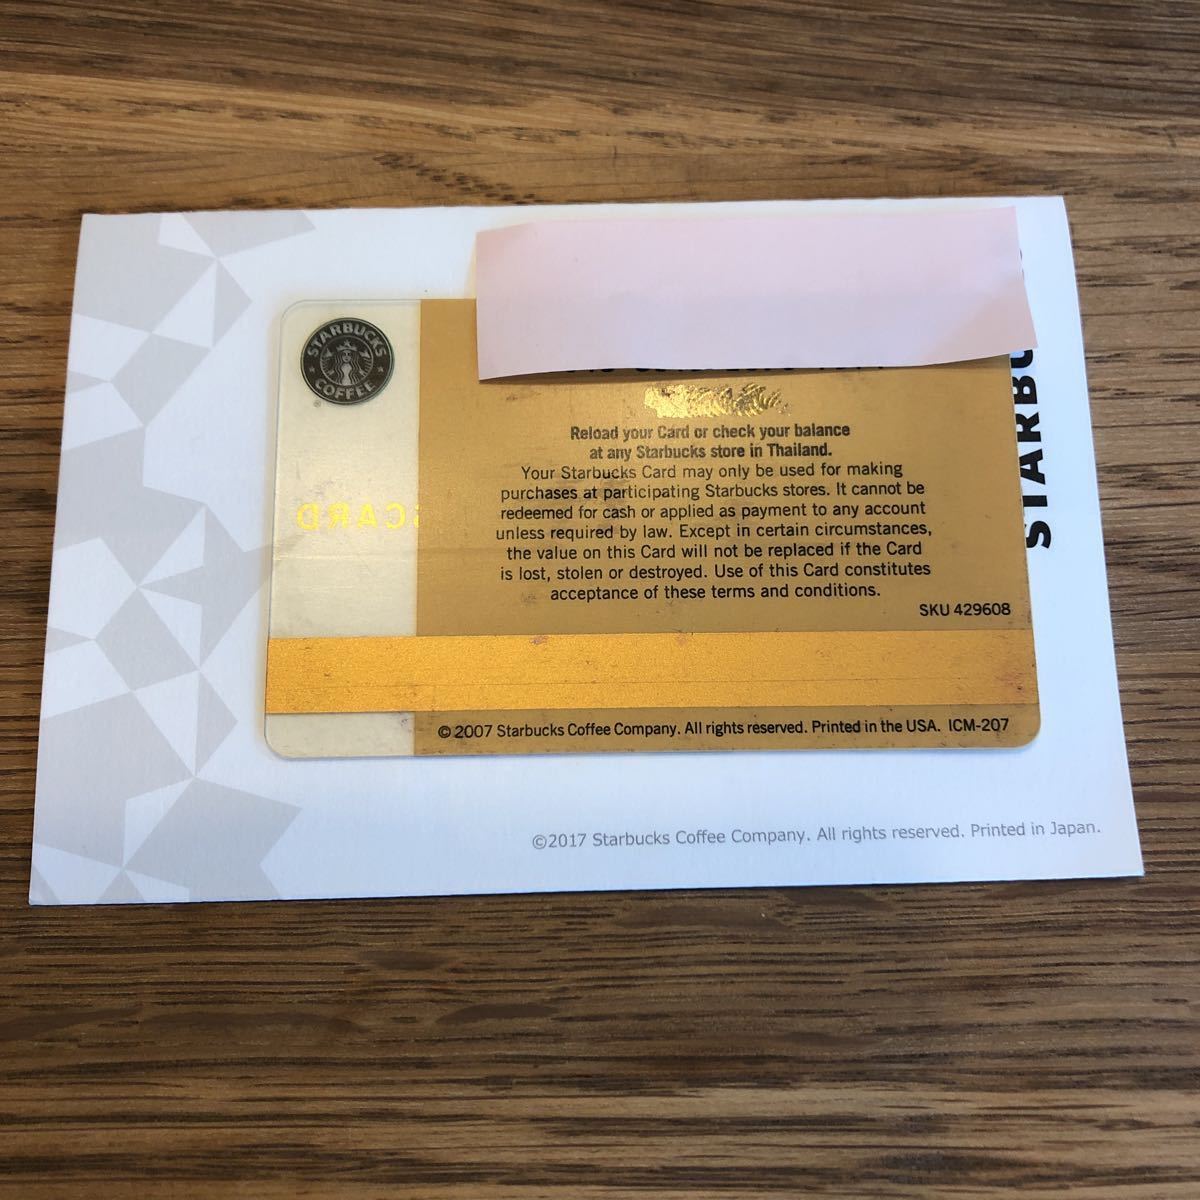 STARBUCKS
COFFEE
®
Reload your Card or check your balance
at any Starbucks store in Thailand.
Your Starbucks Card may only be used for making
purchases at participating Starbucks stores. It cannot be
redeemed for cash or applied as payment to any account
unless required by law. Except in certain circumstances,
the value on this Card will not be replaced if the Card
is lost, stolen or destroyed. Use of this Card constitutes
acceptance of these terms and conditions.
SKU 429608
CARD
© 2007 Starbucks Coffee Company. All rights reserved. Printed in the USA. ICM-207
STARBU
©2017 Starbucks Coffee Company. All rights reserved. Printed in Japan.